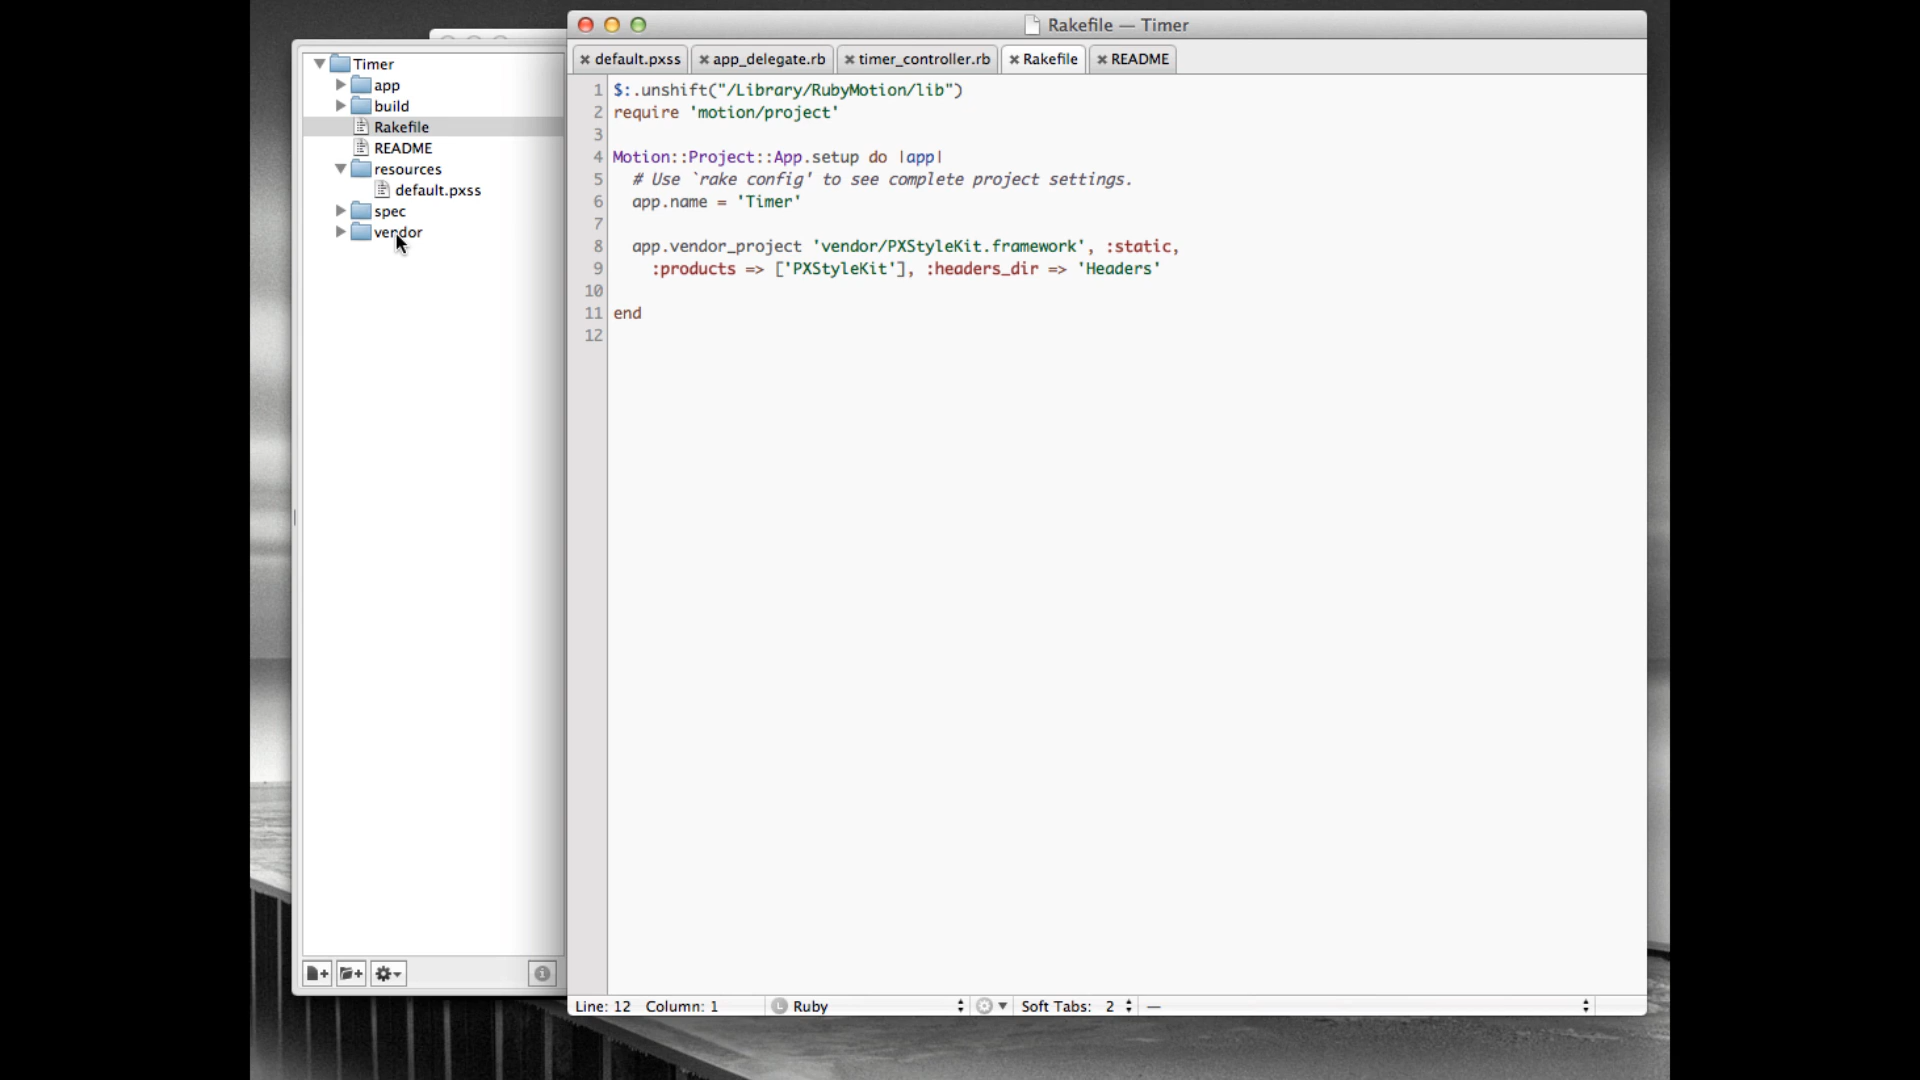 Rakefile — Timer
default.pxss
app_delegate.rb
timer_controller.rb
Rakefile
README
Timer
app
build
Rakefile
README
resources
default.pxss
spec
vendor
1 $:.unshift("/Library/RubyMotion/lib")
2 require 'motion/project'
3
4 Motion::Project::App.setup do |app|
5 # Use `rake config' to see complete project settings.
6 app.name = 'Timer'
7
8 app.vendor_project 'vendor/PXStyleKit.framework', :static,
9 :products => ['PXStyleKit'], :headers_dir => 'Headers'
10
11 end
12
Line: 12 Column: 1
L Ruby
Soft Tabs: 2
—